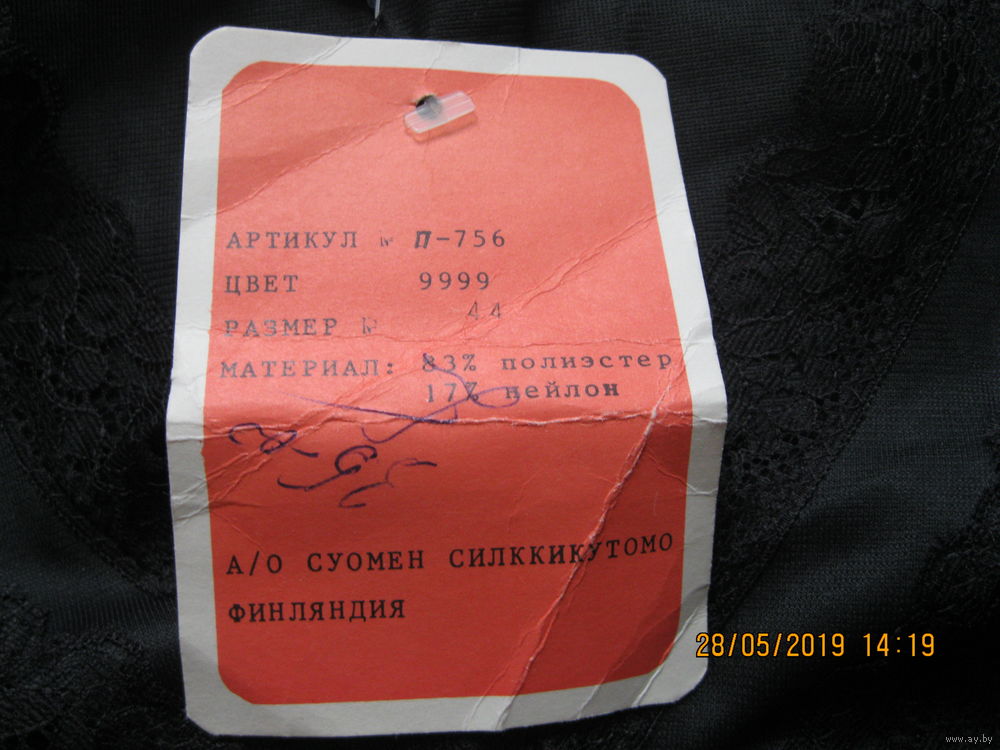 АРТИКУЛ № П-756
ЦВЕТ 9999
РАЗМЕР № 44
МАТЕРИАЛ: 83% полиэстер
17% нейлон
А/О СУОМЕН СИЛККИКУТОМО
ФИНЛЯНДИЯ
28/05/2019 14:19
www.ay.by